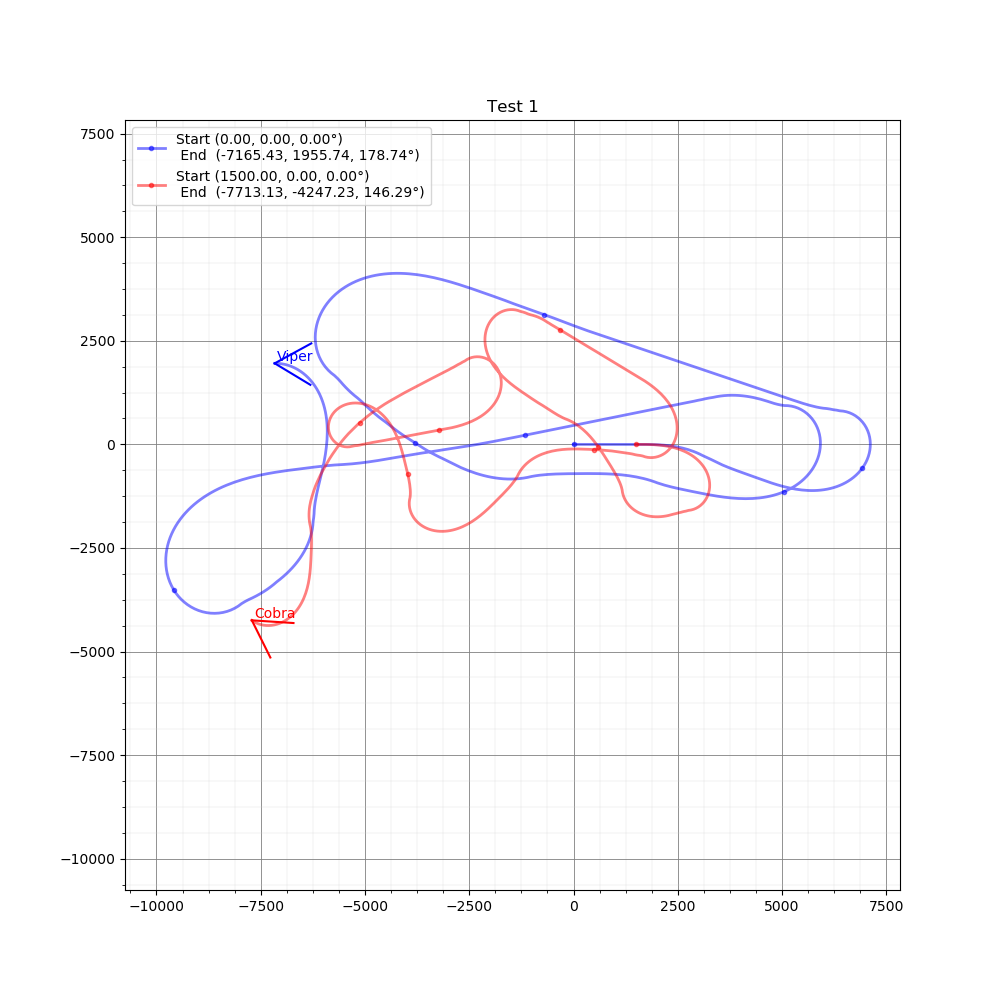 Test 1
Start (0.00, 0.00, 0.00°)
End  (-7165.43, 1955.74, 178.74°)
Start (1500.00, 0.00, 0.00°)
End  (-7713.13, -4247.23, 146.29°)
7500
5000
2500
0
−2500
−5000
−7500
−10000
Viper
Cobra
−10000 −7500 −5000 −2500 0 2500 5000 7500